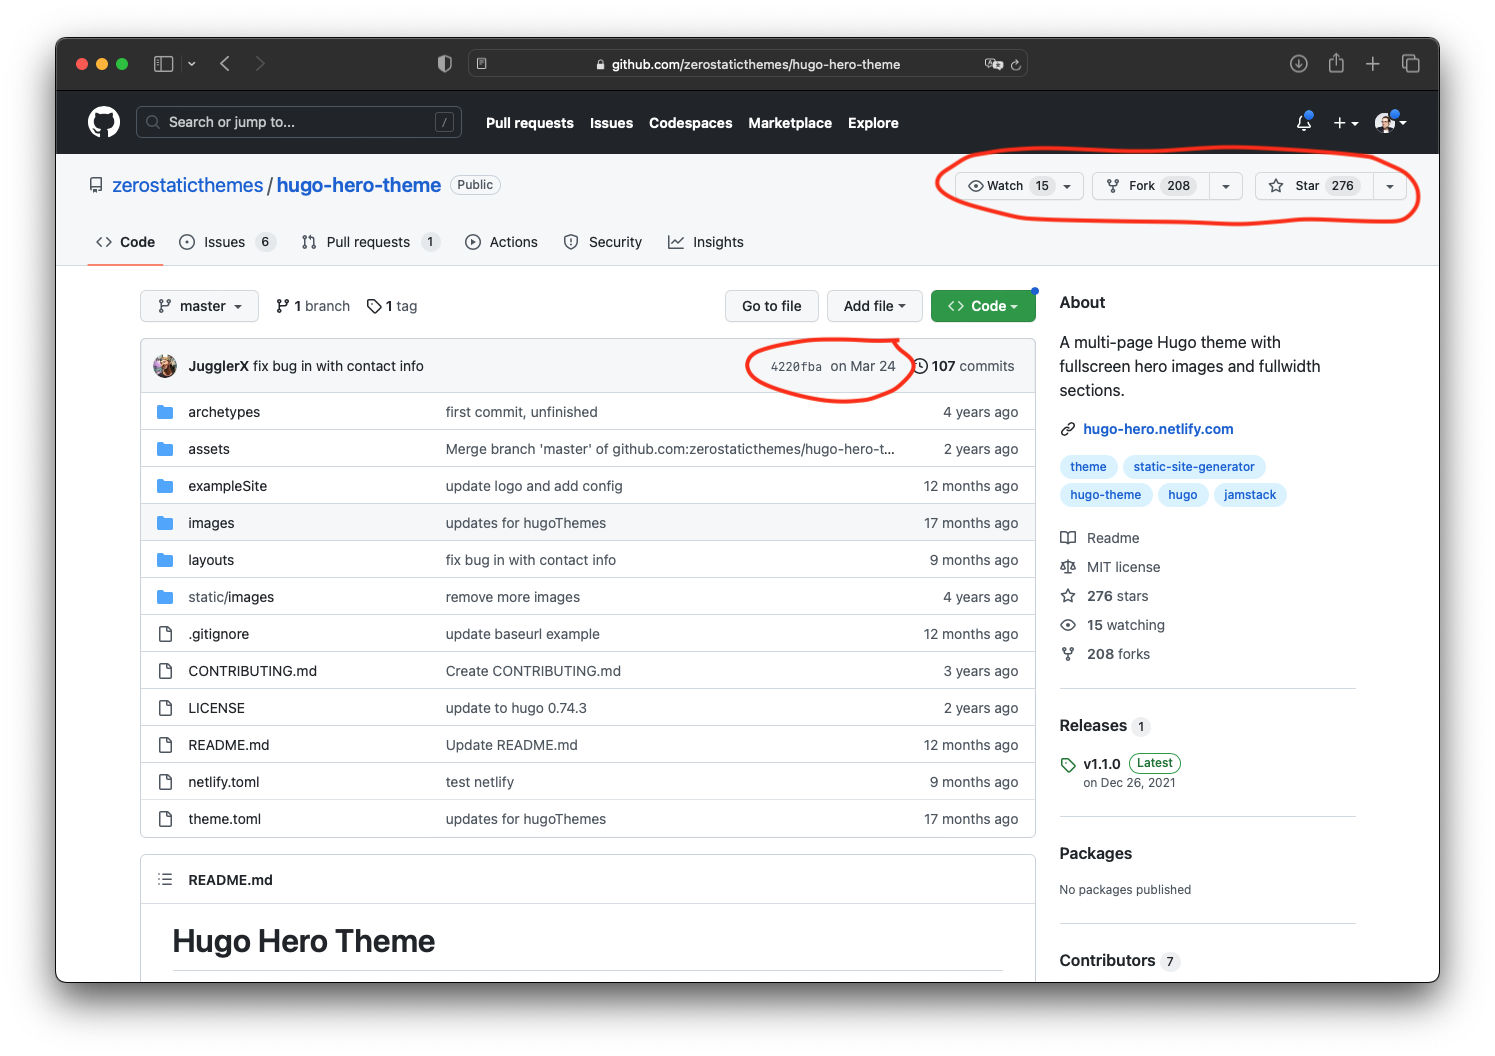 github.com/zerostaticthemes/hugo-hero-theme
Search or jump to... / Pull requests Issues Codespaces Marketplace Explore
zerostaticthemes / hugo-hero-theme Public Watch 15 Fork 208 Star 276
Code Issues 6 Pull requests 1 Actions Security Insights
master 1 branch 1 tag Go to file Add file Code
JugglerX fix bug in with contact info 4220fba on Mar 24 107 commits
archetypes first commit, unfinished 4 years ago
assets Merge branch 'master' of github.com:zerostaticthemes/hugo-hero-t... 2 years ago
exampleSite update logo and add config 12 months ago
images updates for hugoThemes 17 months ago
layouts fix bug in with contact info 9 months ago
static/images remove more images 4 years ago
.gitignore update baseurl example 12 months ago
CONTRIBUTING.md Create CONTRIBUTING.md 3 years ago
LICENSE update to hugo 0.74.3 2 years ago
README.md Update README.md 12 months ago
netlify.toml test netlify 9 months ago
theme.toml updates for hugoThemes 17 months ago
README.md
Hugo Hero Theme
About
A multi-page Hugo theme with
fullscreen hero images and fullwidth
sections.
hugo-hero.netlify.com
theme static-site-generator
hugo-theme hugo jamstack
Readme
MIT license
276 stars
15 watching
208 forks
Releases 1
v1.1.0 Latest
on Dec 26, 2021
Packages
No packages published
Contributors 7